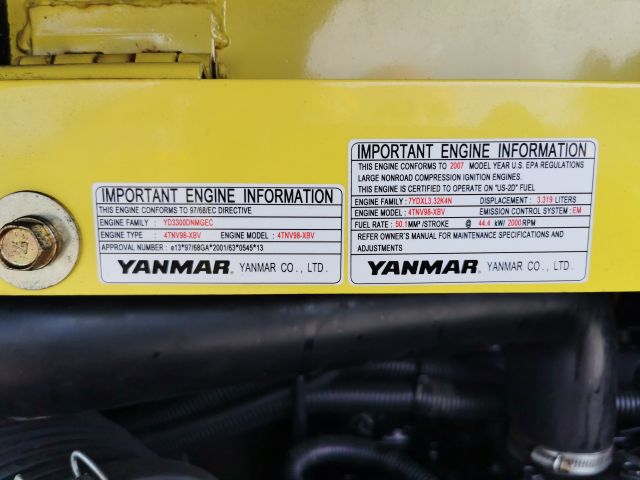 IMPORTANT ENGINE INFORMATION
THIS ENGINE CONFORMS TO 97/68/EC DIRECTIVE
ENGINE FAMILY : YD3300DNMGEC
ENGINE TYPE : 4TNV98-XBV ENGINE MODEL : 4TNV98-XBV
APPROVAL NUMBER : e13*97/68GA*2001/63*0545*13
YANMAR. YANMAR CO., LTD.
IMPORTANT ENGINE INFORMATION
THIS ENGINE CONFORMS TO 2007 MODEL YEAR U.S. EPA REGULATIONS
LARGE NONROAD COMPRESSION IGNITION ENGINES.
THIS ENGINE IS CERTIFIED TO OPERATE ON "US-2D" FUEL
ENGINE FAMILY : 7YDXL3.32K4N DISPLACEMENT : 3.319 LITERS
ENGINE MODEL : 4TNV98-XBV EMISSION CONTROL SYSTEM : EM
FUEL RATE : 50.1 MM³/STROKE @ 44.4 kW/ 2000 RPM
REFER OWNER'S MANUAL FOR MAINTENANCE SPECIFICATIONS AND
ADJUSTMENTS
YANMAR. YANMAR CO., LTD.